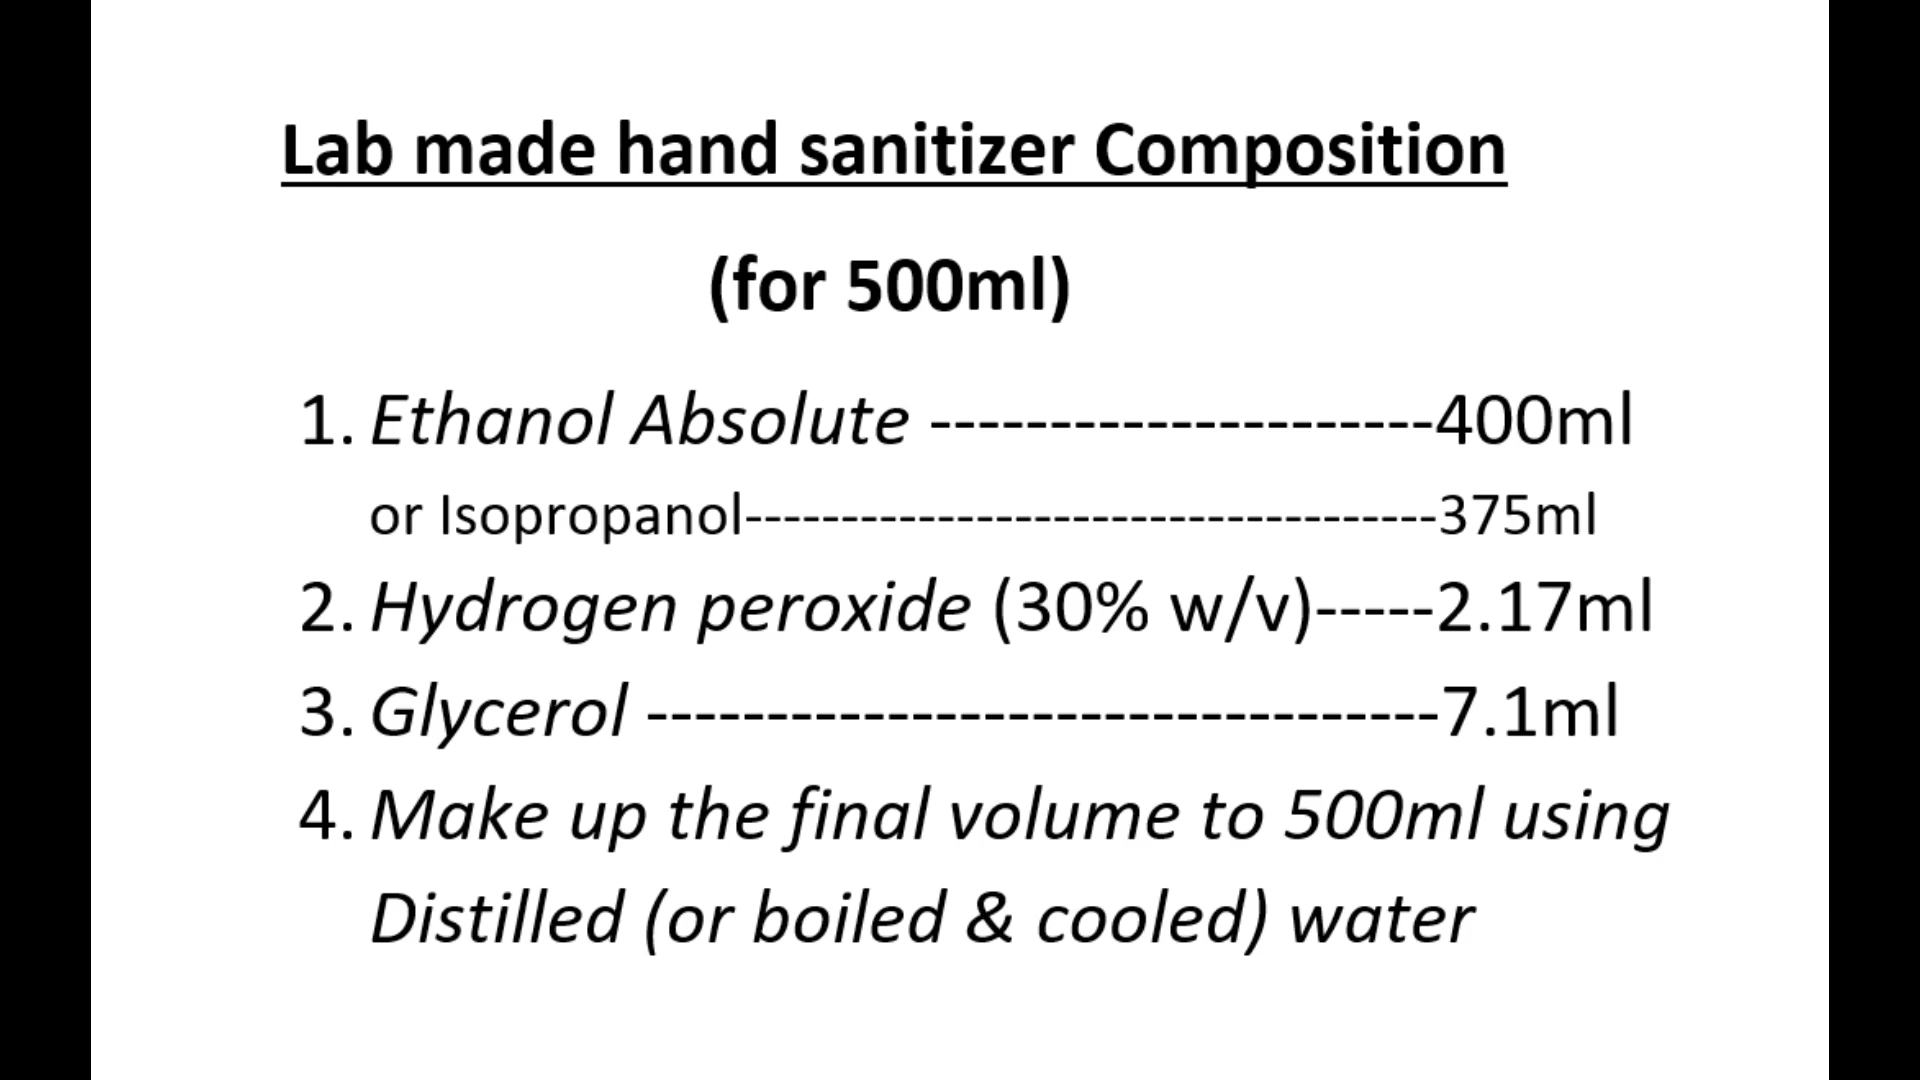 Lab made hand sanitizer Composition
(for 500ml)
1. Ethanol Absolute ---------------------400ml
or Isopropanol-------------------------------------375ml
2. Hydrogen peroxide (30% w/v)-----2.17ml
3. Glycerol ---------------------------------7.1ml
4. Make up the final volume to 500ml using
Distilled (or boiled & cooled) water